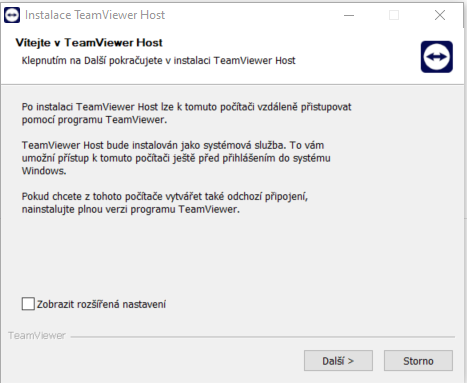 Instalace TeamViewer Host
Vítejte v TeamViewer Host
Klepnutím na Další pokračujete v instalaci TeamViewer Host
Po instalaci TeamViewer Host lze k tomuto počítači vzdáleně přistupovat
pomocí programu TeamViewer.
TeamViewer Host bude instalován jako systémová služba. To vám
umožní přístup k tomuto počítači ještě před přihlášením do systému
Windows.
Pokud chcete z tohoto počítače vytvářet také odchozí připojení,
nainstalujte plnou verzi programu TeamViewer.
Zobrazit rozšířená nastavení
TeamViewer
Další >
Storno